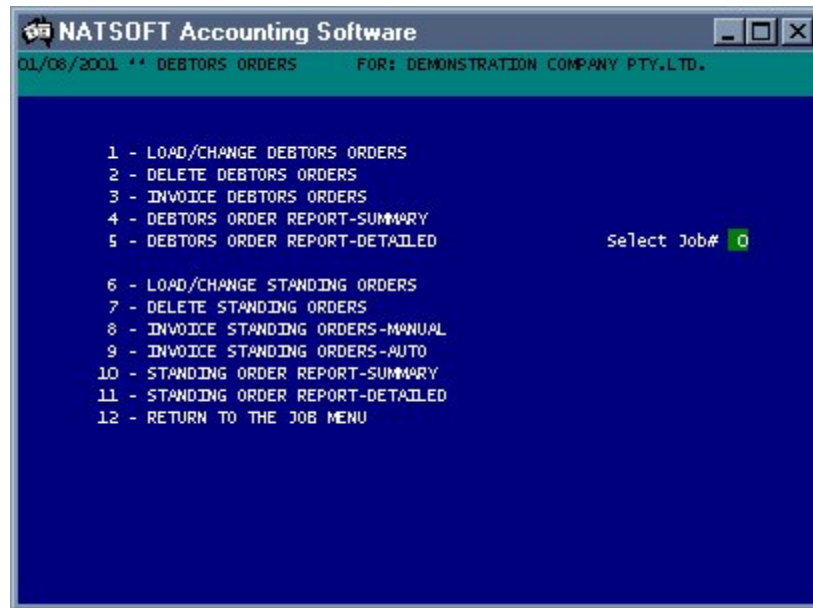 NATSOFT Accounting Software
01/08/2001 ** DEBTORS ORDERS FOR: DEMONSTRATION COMPANY PTY.LTD.
1 - LOAD/CHANGE DEBTORS ORDERS
2 - DELETE DEBTORS ORDERS
3 - INVOICE DEBTORS ORDERS
4 - DEBTORS ORDER REPORT-SUMMARY
5 - DEBTORS ORDER REPORT-DETAILED Select Job# 0
6 - LOAD/CHANGE STANDING ORDERS
7 - DELETE STANDING ORDERS
8 - INVOICE STANDING ORDERS-MANUAL
9 - INVOICE STANDING ORDERS-AUTO
10 - STANDING ORDER REPORT-SUMMARY
11 - STANDING ORDER REPORT-DETAILED
12 - RETURN TO THE JOB MENU